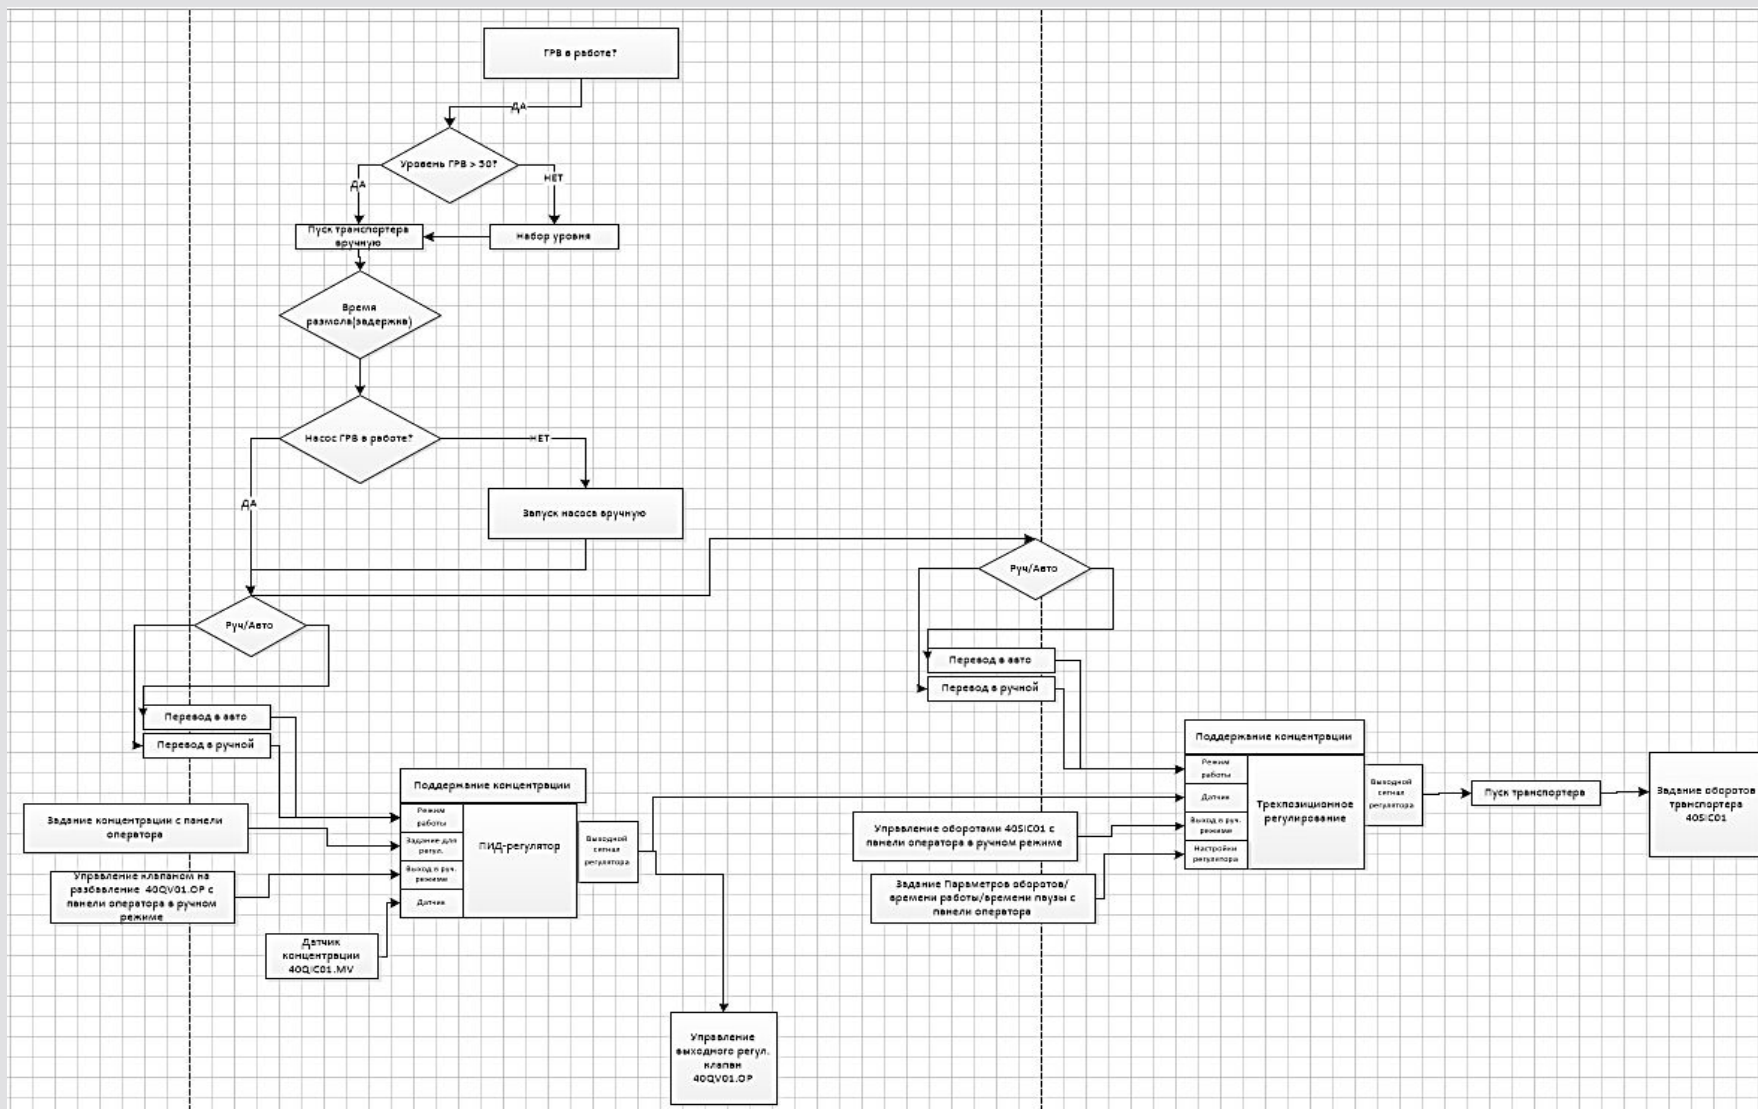 ГРВ в работе?
ДА
Уровень ГРВ > 50?
ДА
НЕТ
Пуск транспортера
вручную
Набор уровня
Время
размола(задержка)
Насос ГРВ в работе?
НЕТ
ДА
Запуск насоса вручную
Руч/Авто
Руч/Авто
Перевод в авто
Перевод в ручной
Перевод в авто
Перевод в ручной
Поддержание концентрации
Режим
работы
Задание для
регул.
Выход в руч.
режиме
Датчик
ПИД-регулятор
Выходной
сигнал
регулятора
Задание концентрации с панели
оператора
Управление клапаном на
разбавление 40QV01.OP с
панели оператора в ручном
режиме
Датчик
концентрации
40QIC01.MV
Управление
выходного регул.
клапан
40QV01.OP
Поддержание концентрации
Режим
работы
Датчик
Выход в руч.
режиме
Настройки
регулятора
Трехпозиционное
регулирование
Выходной
сигнал
регулятора
Управление оборотами 40SIC01 с
панели оператора в ручном режиме
Задание Параметров оборотов/
времени работы/времени паузы с
панели оператора
Пуск транспортера
Задание оборотов
транспортера
40SIC01